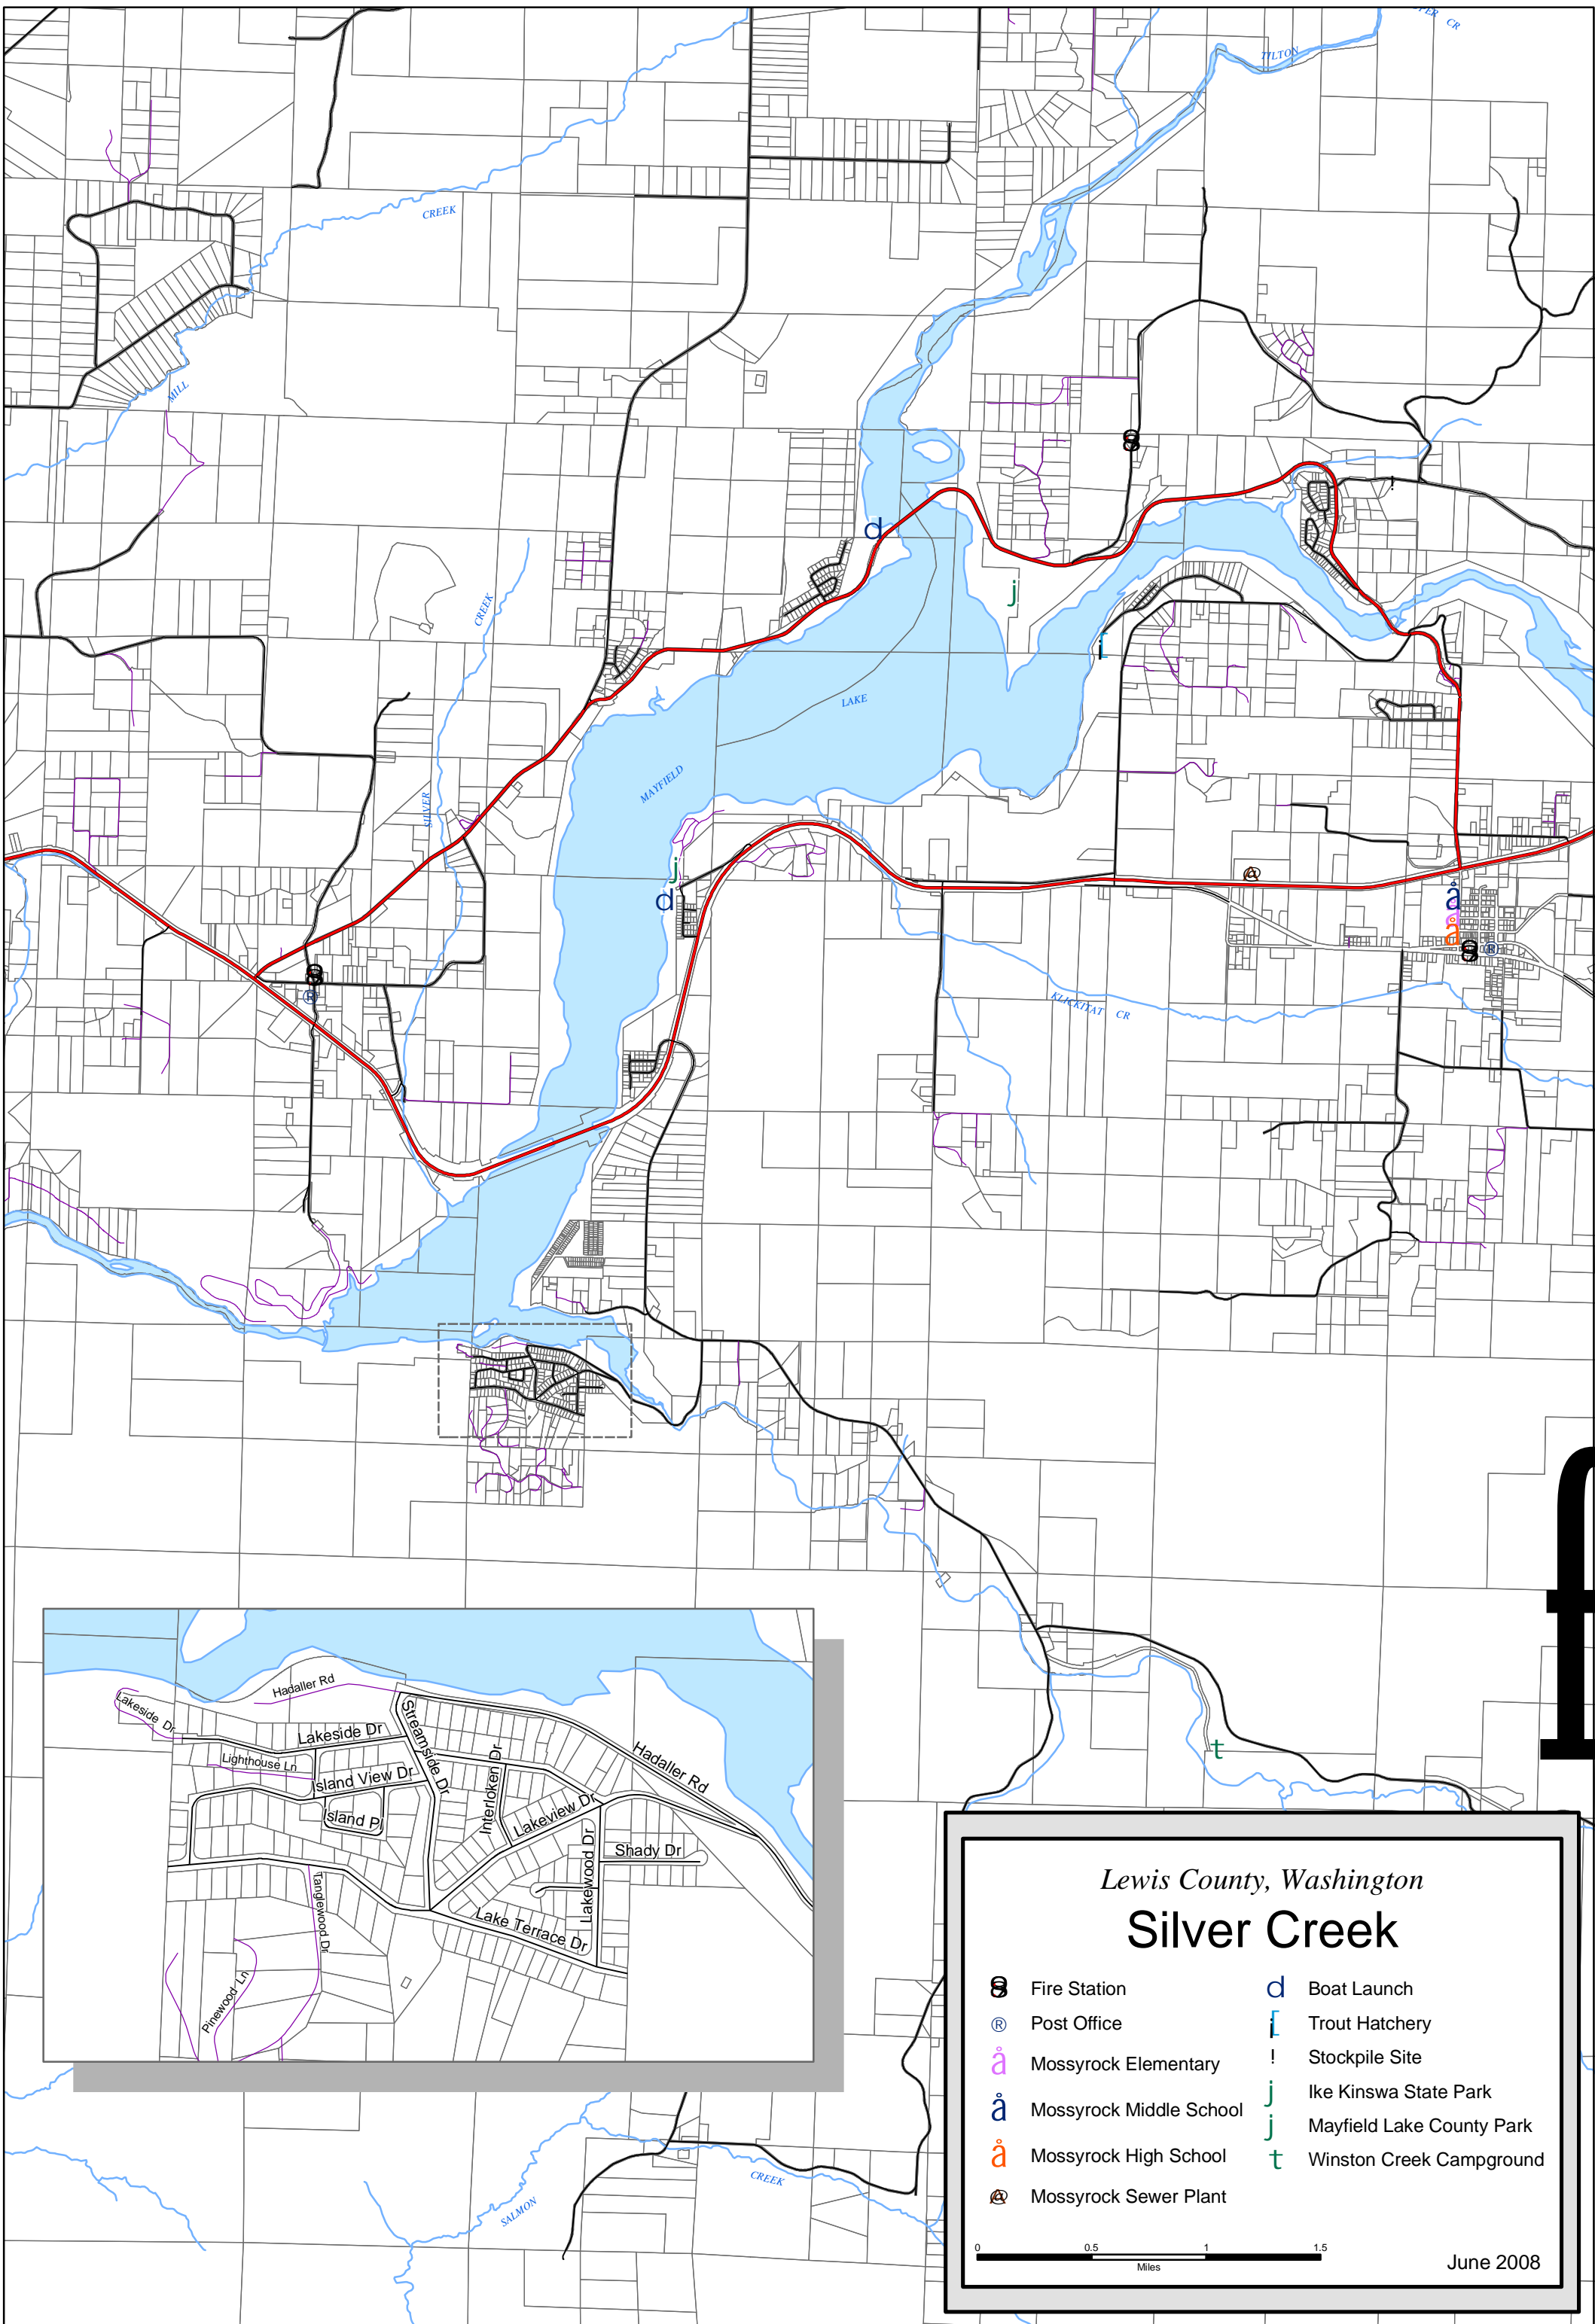 PER CR
TILTON
CREEK
MILL
CREEK
LAKE
MAYFIELD
SILVER
KLICKITAT CR
d
j
!
d
j
@
å
å
®
®
t
f
Hadaller Rd
Lakeside Dr
Lakeside Dr
Streamside Dr
Lighthouse Ln
Island View Dr
Interloken Dr
Hadaller Rd
Island Pl
Lakeview Dr
Lakewood Dr
Shady Dr
Tanglewood Dr
Lake Terrace Dr
Pinewood Ln
SALMON
CREEK
Lewis County, Washington
Silver Creek
Fire Station
® Post Office
å Mossyrock Elementary
å Mossyrock Middle School
å Mossyrock High School
@ Mossyrock Sewer Plant
d Boat Launch
Trout Hatchery
! Stockpile Site
j Ike Kinswa State Park
j Mayfield Lake County Park
t Winston Creek Campground
0 0.5 1 1.5
Miles
June 2008